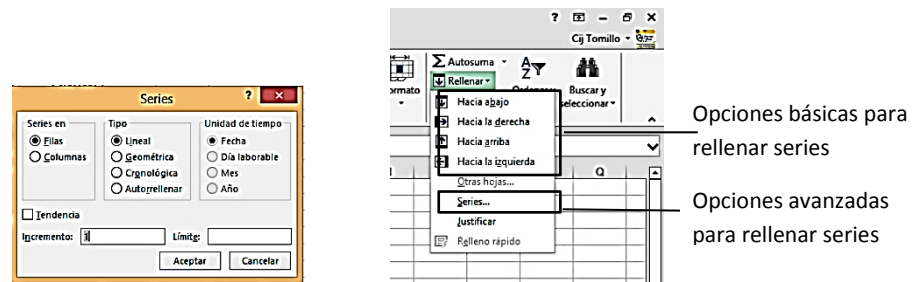 Series
? x
Series en
Filas
Columnas
Tipo
Lineal
Geométrica
Cronológica
Autorrellenar
Unidad de tiempo
Fecha
Día laborable
Mes
Año
Tendencia
Incremento: 1
Límite:
Aceptar
Cancelar
?
Cij Tomillo
Σ Autosuma
Rellenar
Buscar y
seleccionar
Hacia abajo
Hacia la derecha
Hacia arriba
Hacia la izquierda
Otras hojas...
Series...
Justificar
Relleno rápido
Q
Opciones básicas para
rellenar series
Opciones avanzadas
para rellenar series